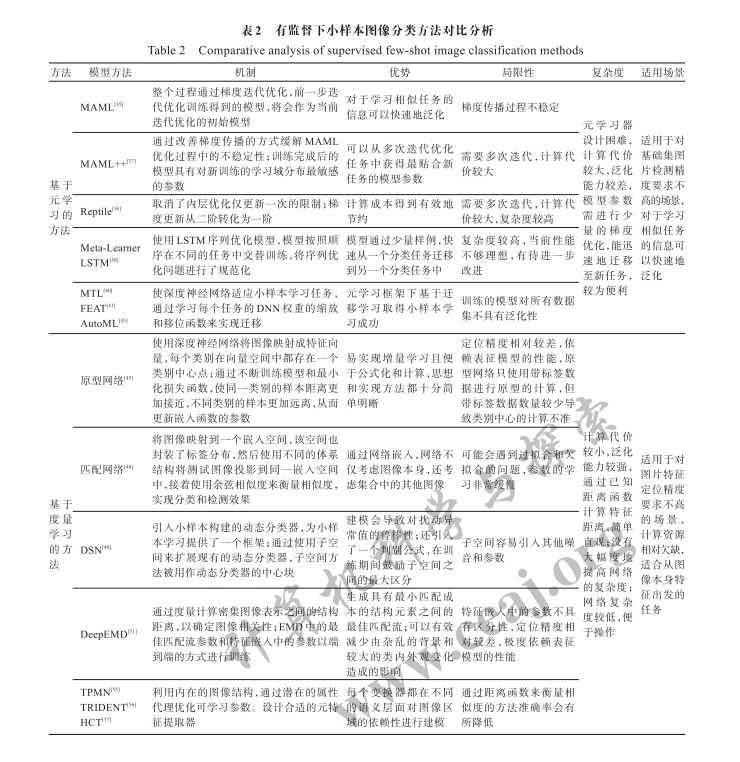 表2 有监督下小样本图像分类方法对比分析
Table 2 Comparative analysis of supervised few-shot image classification methods
方法 模型方法 机制 优势 局限性 复杂度 适用场景
基于
元学
习的
方法
MAML[35]
整个过程通过梯度迭代优化,前一步迭
代优化训练得到的模型,将会作为当前
迭代优化的初始模型
对于学习相似任务的
信息可以快速地泛化
梯度传播过程不稳定
MAML++[37]
通过改善梯度传播的方式缓解MAML
优化过程中的不稳定性;训练完成后的
模型具有对新训练的学习域分布最敏感
的参数
可以从多次迭代优化
任务中获得最贴合新
任务的模型参数
需要多次迭代,计算代
价较大
Reptile[36]
取消了内层优化仅更新一次的限制;梯
度更新从二阶转化为一阶
计算成本得到有效地
节约
需要多次迭代,计算代
价较大,复杂度较高
Meta-Learner
LSTM[38]
使用LSTM序列优化模型,模型按照顺
序在不同的任务中交替训练,将序列优
化问题进行了规范化
模型通过少量样例,快
速从一个分类任务迁移
到另一个分类任务中
复杂度较高,当前性能
不够理想,有待进一步
改进
MTL[40]
FEAT[41]
AutoML[43]
使深度神经网络适应小样本学习任务,
通过学习每个任务的DNN权重的缩放
和移位函数来实现迁移
元学习框架下基于迁
移学习取得小样本学
习成功
训练的模型对所有数据
集不具有泛化性
元学习器
设计困难,
计算代价
较大,泛化
能力较差,
模型参数
需进行少
量的梯度
优化,能迅
速地迁移
至新任务,
较为便利
适用于对
基础集图
片检测精
度要求不
高的场景,
对于学习
相似任务
的信息可
以快速地
泛化
基于
度量
学习
的方
法
原型网络[45]
使用深度神经网络将图像映射成特征向
量,每个类别在向量空间中都存在一个
类别中心点;通过不断训练模型和最小
化损失函数,使同一类别的样本距离更
加接近,不同类别的样本更加远离,从而
更新嵌入函数的参数
易实现增量学习且便
于公式化和计算,思想
和实现方法都十分简
单明晰
定位精度相对较差,依
赖表征模型的性能,原
型网络只使用带标签数
据进行原型的计算,但
带标签数据数量较少导
致类别中心的计算不准
匹配网络[48]
将图像映射到一个嵌入空间,该空间也
封装了标签分布,然后使用不同的体系
结构将测试图像投影到同一嵌入空间
中,接着使用余弦相似度来衡量相似度,
实现分类和检测效果
通过网络嵌入,网络不
仅考虑图像本身,还考
虑集合中的其他图像
可能会遇到过拟合和欠
拟合的问题,参数的学
习非常缓慢
DSN[49]
引入小样本构建的动态分类器,为小样
本学习提供了一个框架;通过使用子空
间来扩展现有的动态分类器,子空间方
法被用作动态分类器的中心块
建模会导致对扰动异
常值的鲁棒性;还引入
了一个判别公式,在训
练期间鼓励子空间之
间的最大区分
子空间容易引入其他噪
音和参数
DeepEMD[51]
通过度量计算密集图像表示之间的结构
距离,以确定图像相关性;EMD中的最
佳匹配流参数和特征嵌入中的参数以端
到端的方式进行训练
生成具有最小匹配成
本的结构元素之间的
最佳匹配流;可以有效
减少由杂乱的背景和
较大的类内外观变化
造成的影响
特征嵌入中的参数不具
有区分性,定位精度相
对较差,极度依赖表征
模型的性能
TPMN[55]
TRIDENT[56]
HCT[57]
利用内在的图像结构,通过潜在的属性
代理优化可学习参数。设计合适的元特
征提取器
每个变换器都在不同
的语义层面对图像区
域的依赖性进行建模
通过距离函数来衡量相
似度的方法准确率会有
所降低
计算代价
较小,泛化
能力较强,
通过已知
距离函数
计算特征
距离,简单
直观;没有
大幅度地
提高网络
的复杂度;
网络复杂
度较低,便
于操作
适用于对
图片特征
定位精度
要求不高
的场景,
计算资源
相对欠缺,
适合从图
像本身特
征出发的
任务
计算机科学与探索
www.ceaj.org